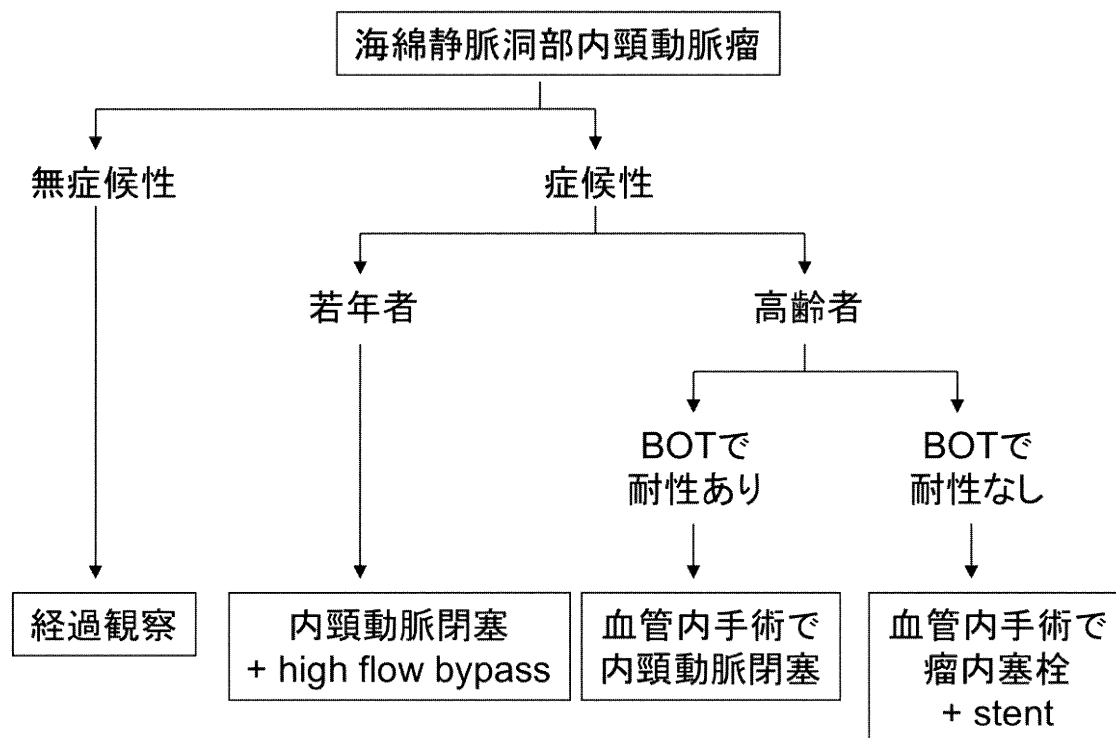 海綿静脈洞部内頸動脈瘤
無症候性
症候性
若年者
高齢者
BOTで
耐性あり
BOTで
耐性なし
経過観察
内頸動脈閉塞
+ high flow bypass
血管内手術で
内頸動脈閉塞
血管内手術で
瘤内塞栓
+ stent